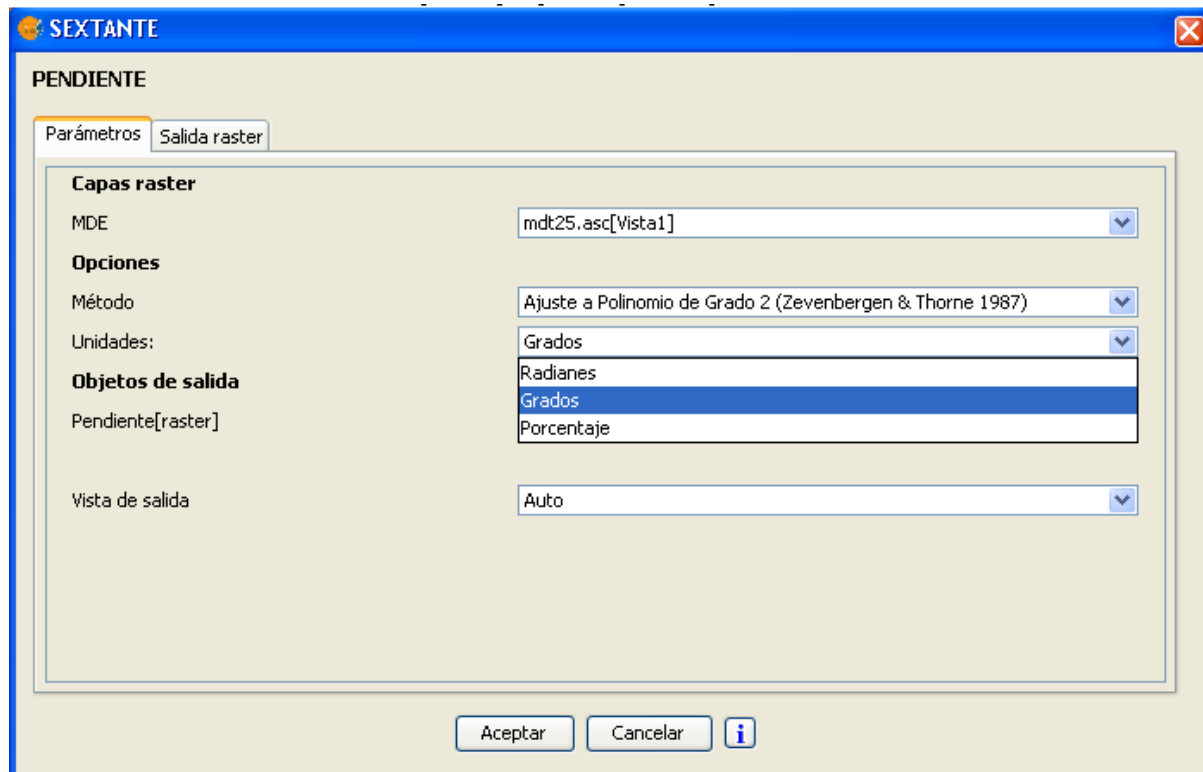 SEXTANTE
PENDIENTE
Parámetros Salida raster
Capas raster
MDE mdt25.asc[Vista1]
Opciones
Método Ajuste a Polinomio de Grado 2 (Zevenbergen & Thorne 1987)
Unidades: Grados
Radianes
Objetos de salida
Grados
Pendiente[raster]
Porcentaje
Vista de salida Auto
Aceptar Cancelar i